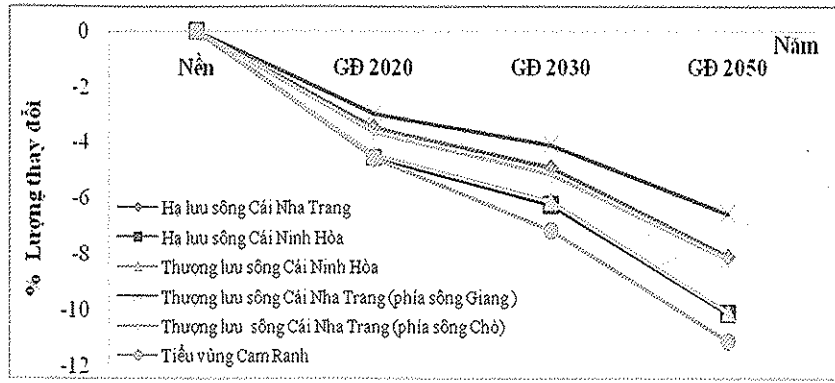 0
Năm
Nền GĐ 2020 GĐ 2030 GĐ 2050
-2
-4
-6
-8
-10
-12
% Lượng thay đổi
Hạ lưu sông Cái Nha Trang
Hạ lưu sông Cái Ninh Hòa
Thượng lưu sông Cái Ninh Hòa
Thượng lưu sông Cái Nha Trang (phía sông Giang)
Thượng lưu sông Cái Nha Trang (phía sông Chò)
Tiểu vùng Cam Ranh